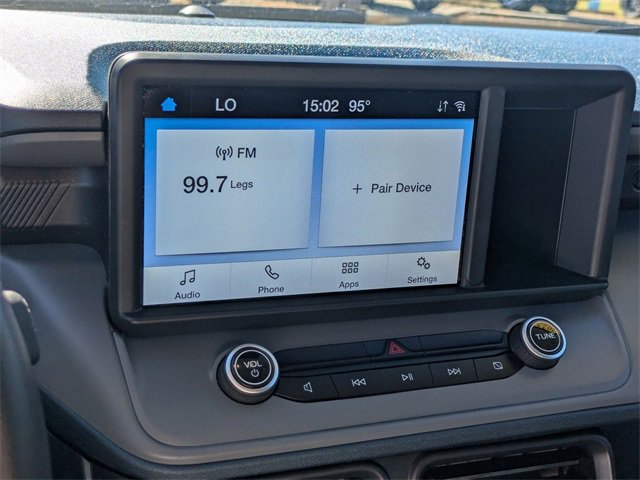 LO 15:02 95°
FM
99.7 Legs
+ Pair Device
Audio Phone Apps Settings
VOL
TUNE